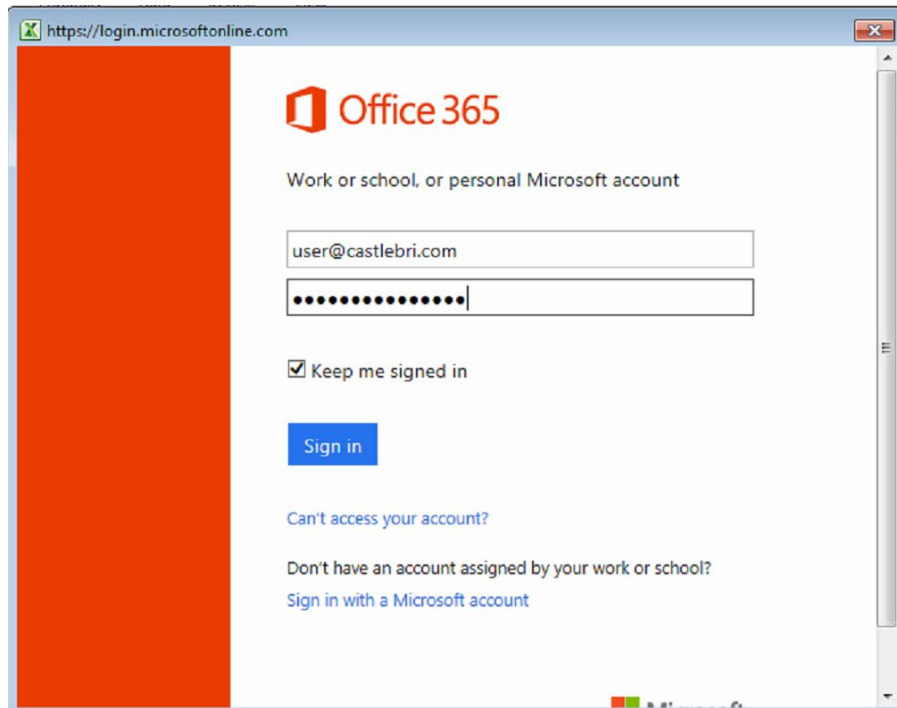 https://login.microsoftonline.com
Office 365
Work or school, or personal Microsoft account
user@castlebri.com
Keep me signed in
Sign in
Can't access your account?
Don't have an account assigned by your work or school?
Sign in with a Microsoft account
Microsoft